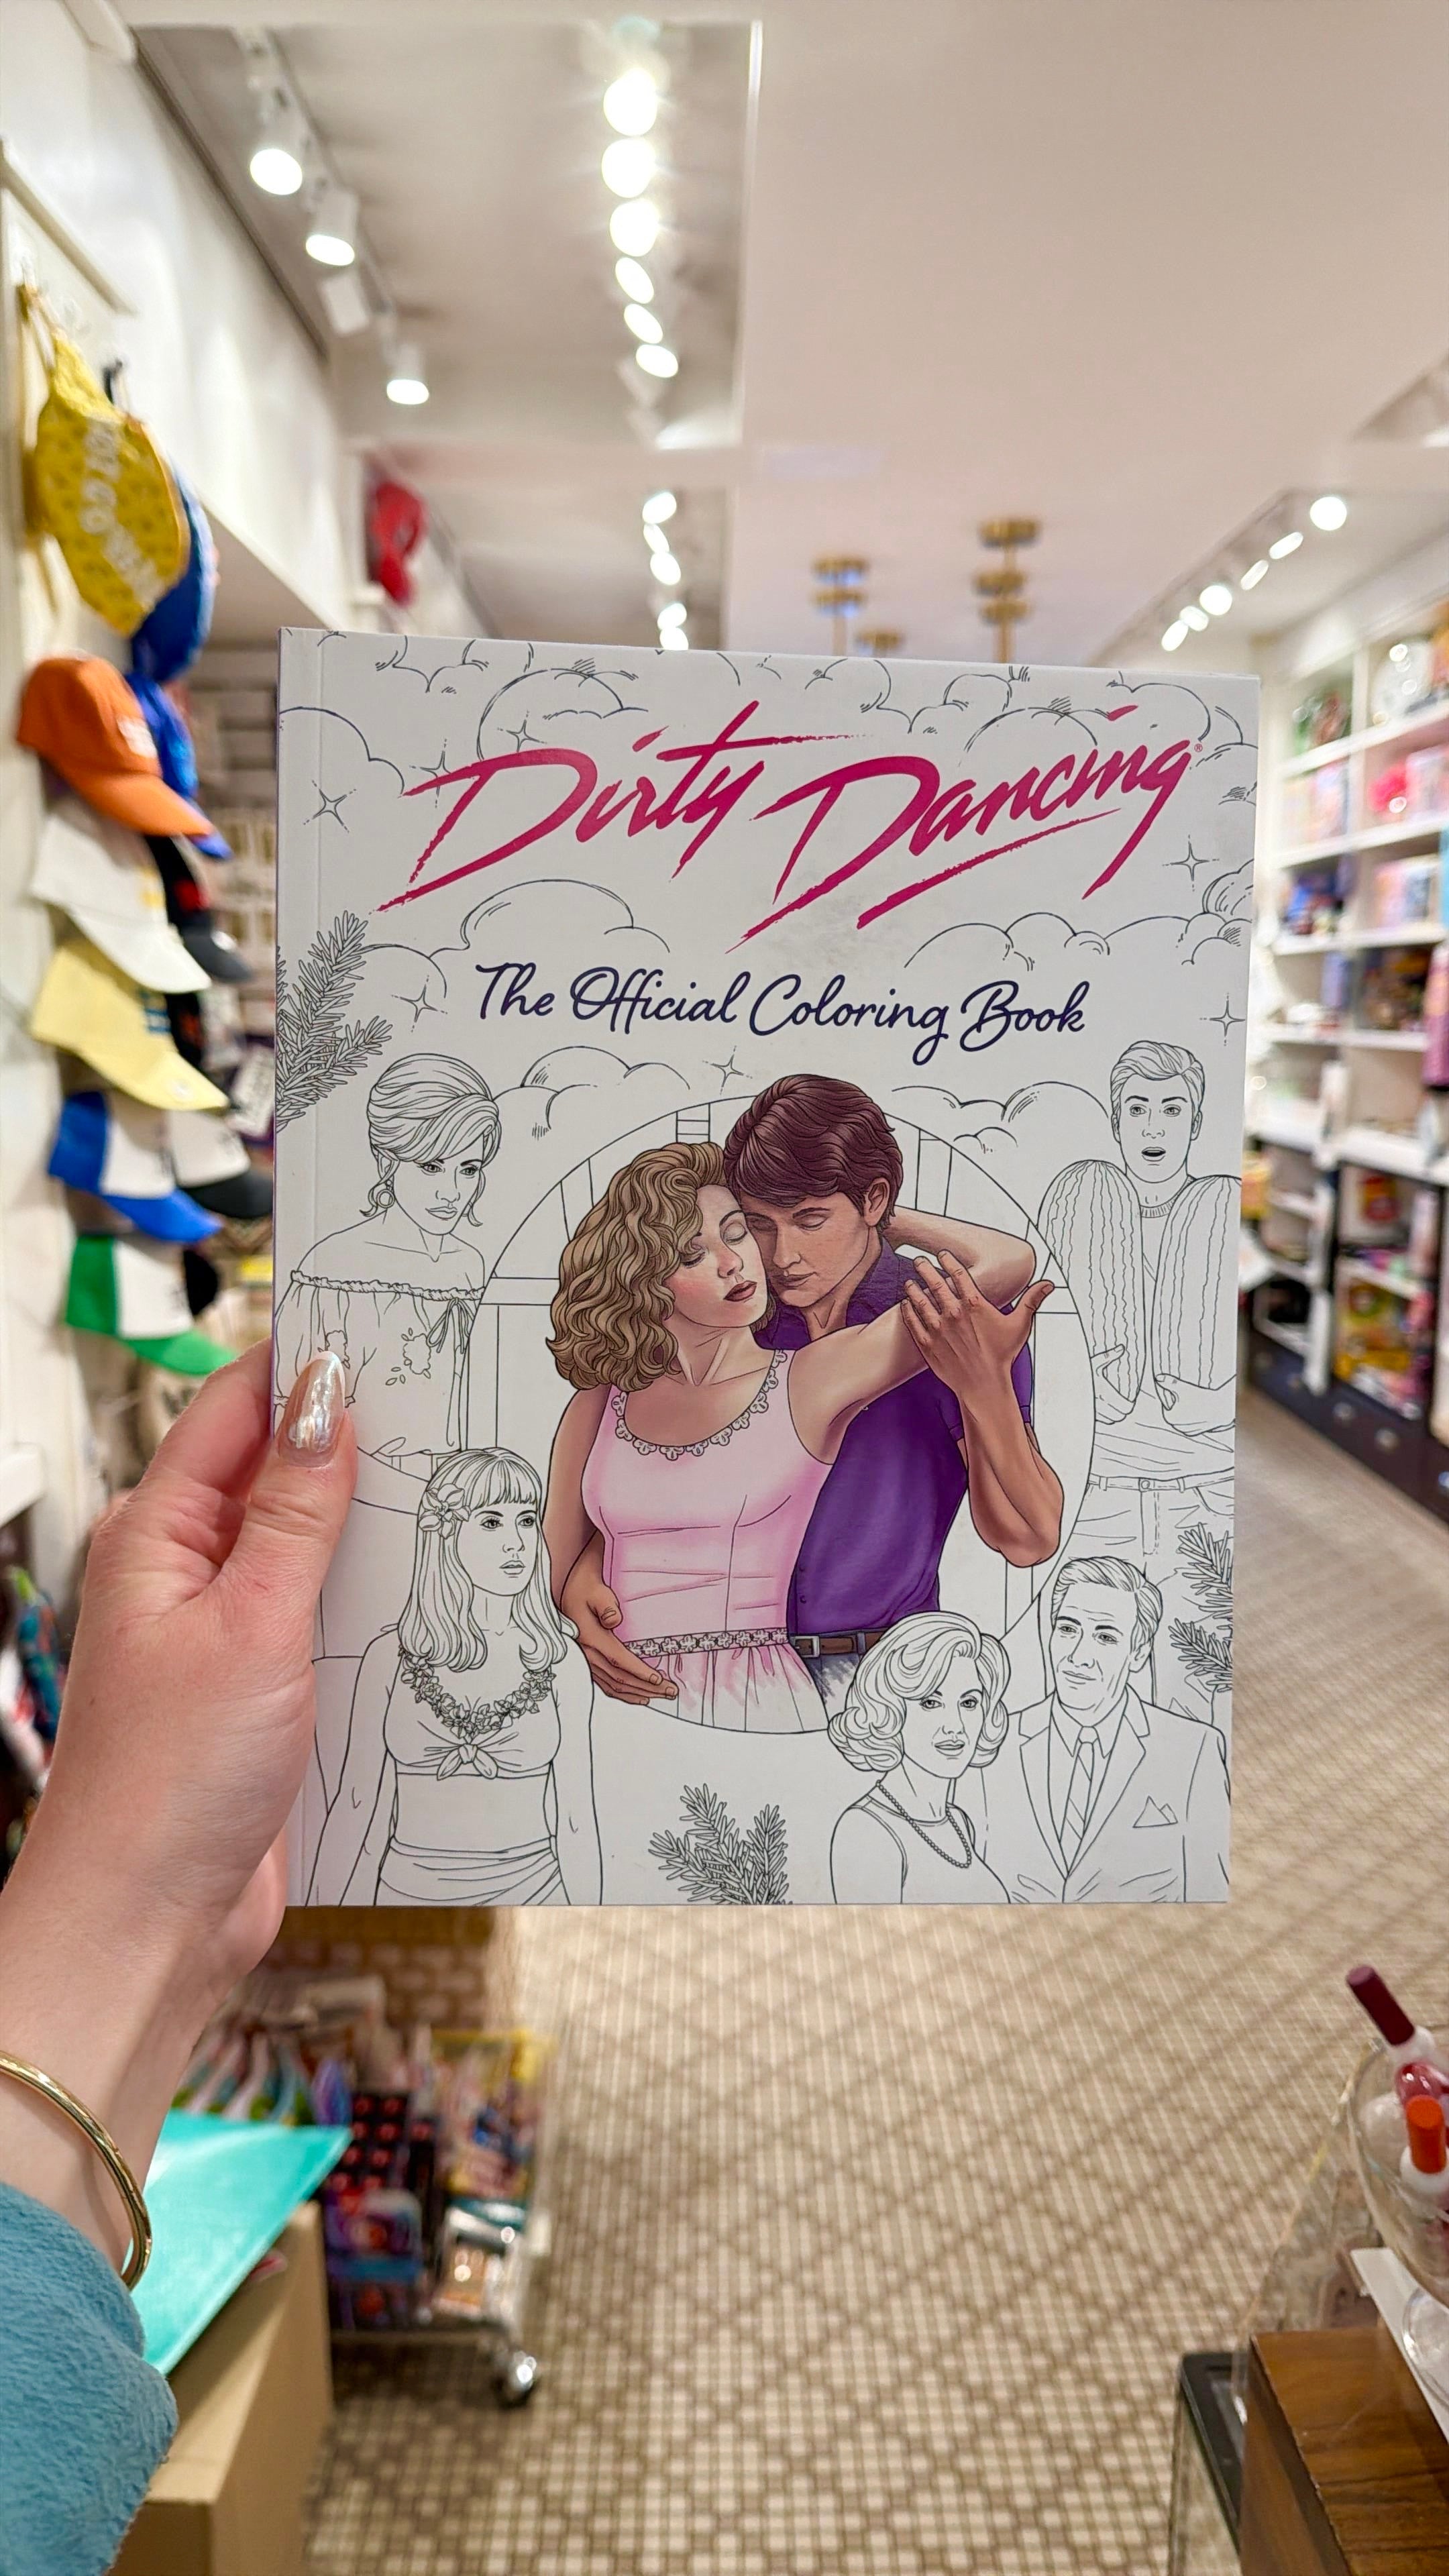 Dirty Dancing®
The Official Coloring Book